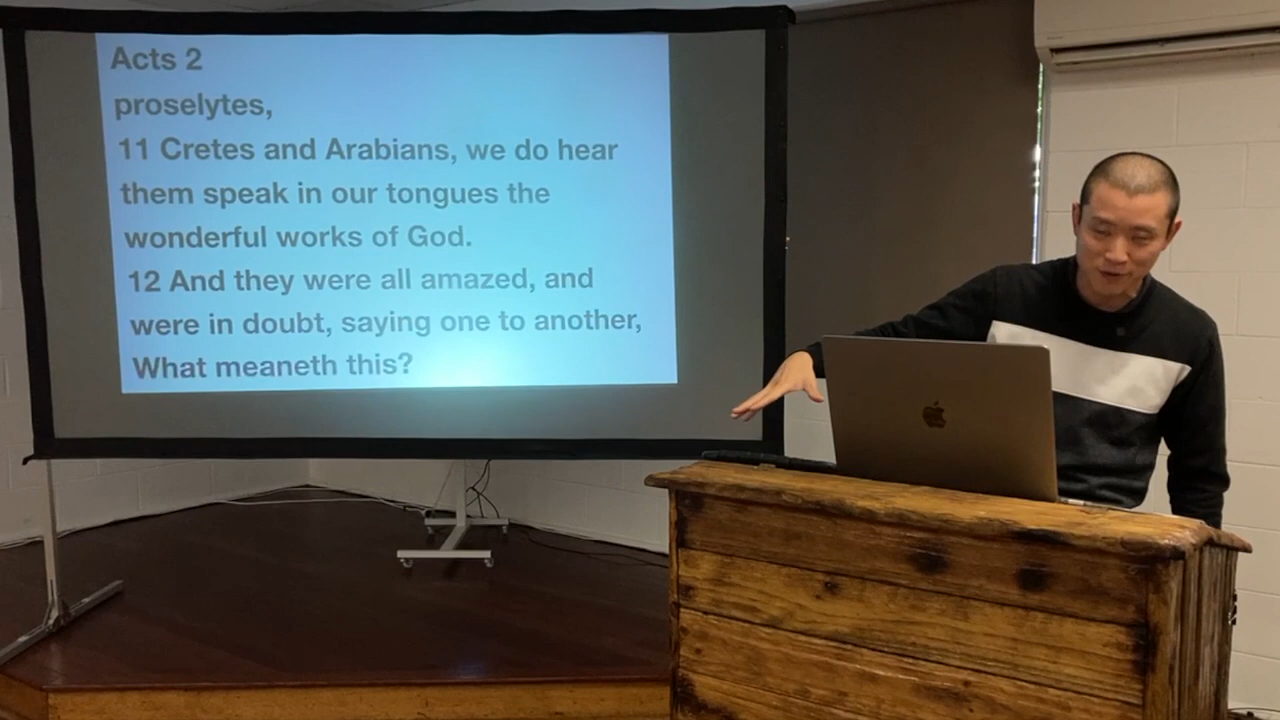 Acts 2
proselytes,
11 Cretes and Arabians, we do hear
them speak in our tongues the
wonderful works of God.
12 And they were all amazed, and
were in doubt, saying one to another,
What meaneth this?